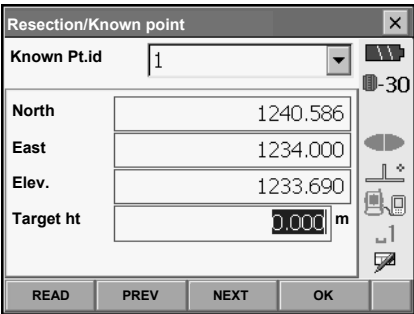 Resection/Known point
Known Pt.id 1
-30
North 1240.586
East 1234.000
Elev. 1233.690
Target ht 0.000 m
1
READ PREV NEXT OK